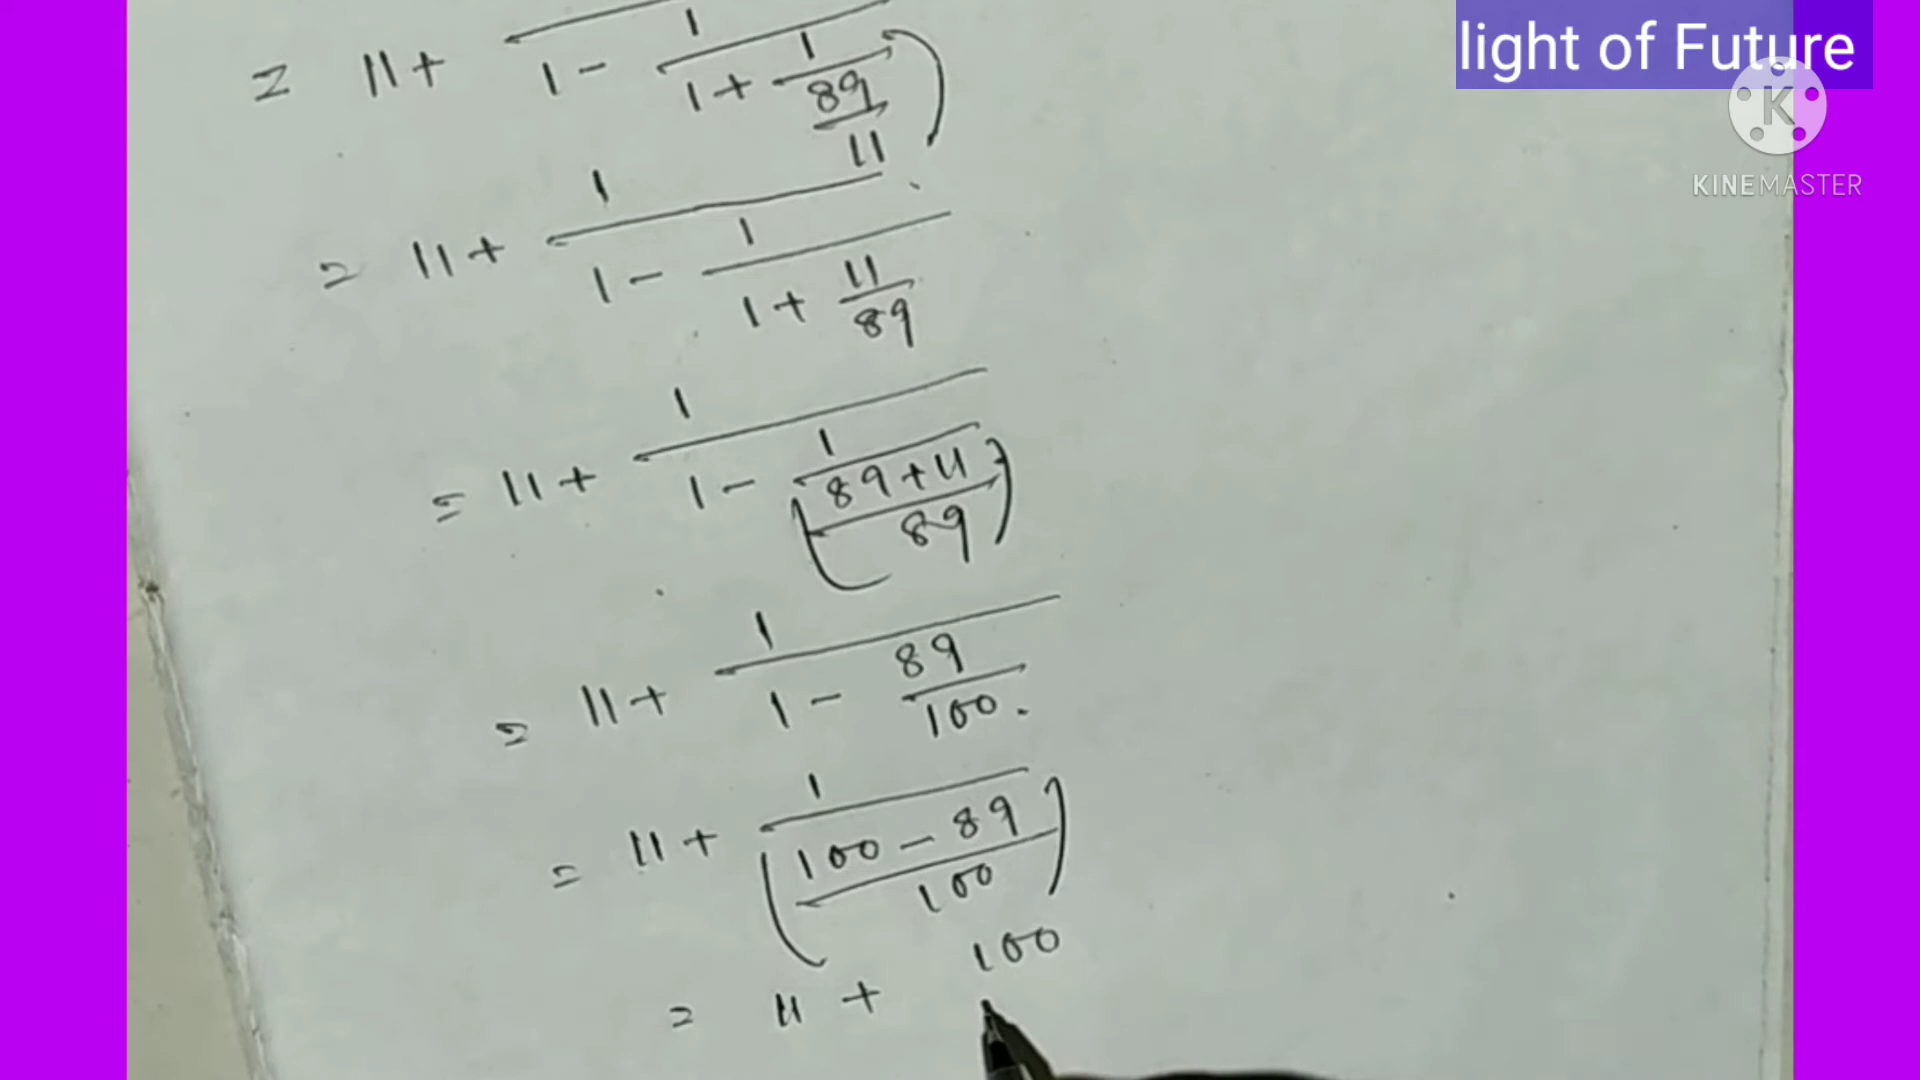 light of Future
KINEMASTER
= 11 + 1/(1 - 1/(1 + 1/(89/11)))
= 11 + 1/(1 - 1/(1 + 11/89))
= 11 + 1/(1 - 1/((89+11)/89))
= 11 + 1/(1 - 89/100.)
= 11 + 1/((100 - 89)/100)
= 11 + 100